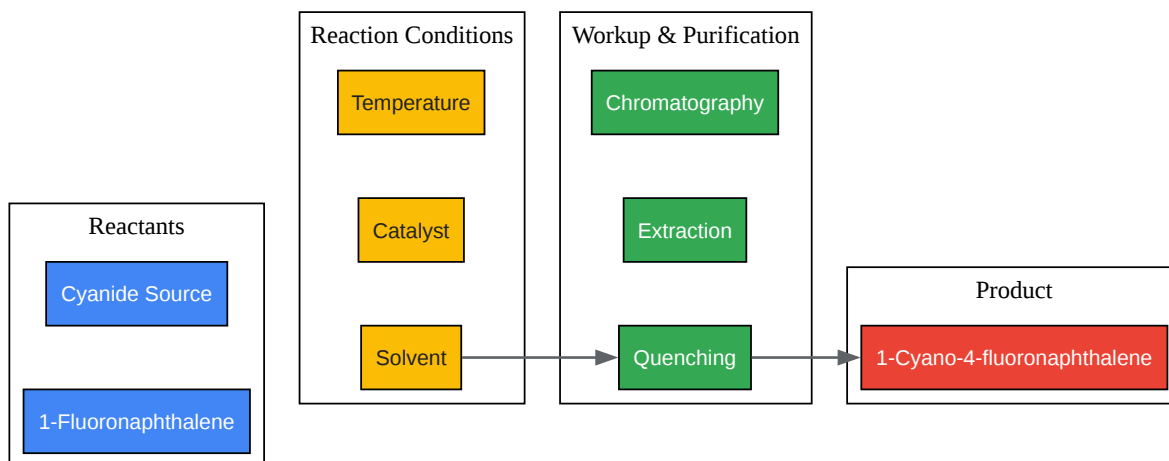 Reactants
Cyanide Source
1-Fluoronaphthalene
Reaction Conditions
Temperature
Catalyst
Solvent
Workup & Purification
Chromatography
Extraction
Quenching
Product
1-Cyano-4-fluoronaphthalene